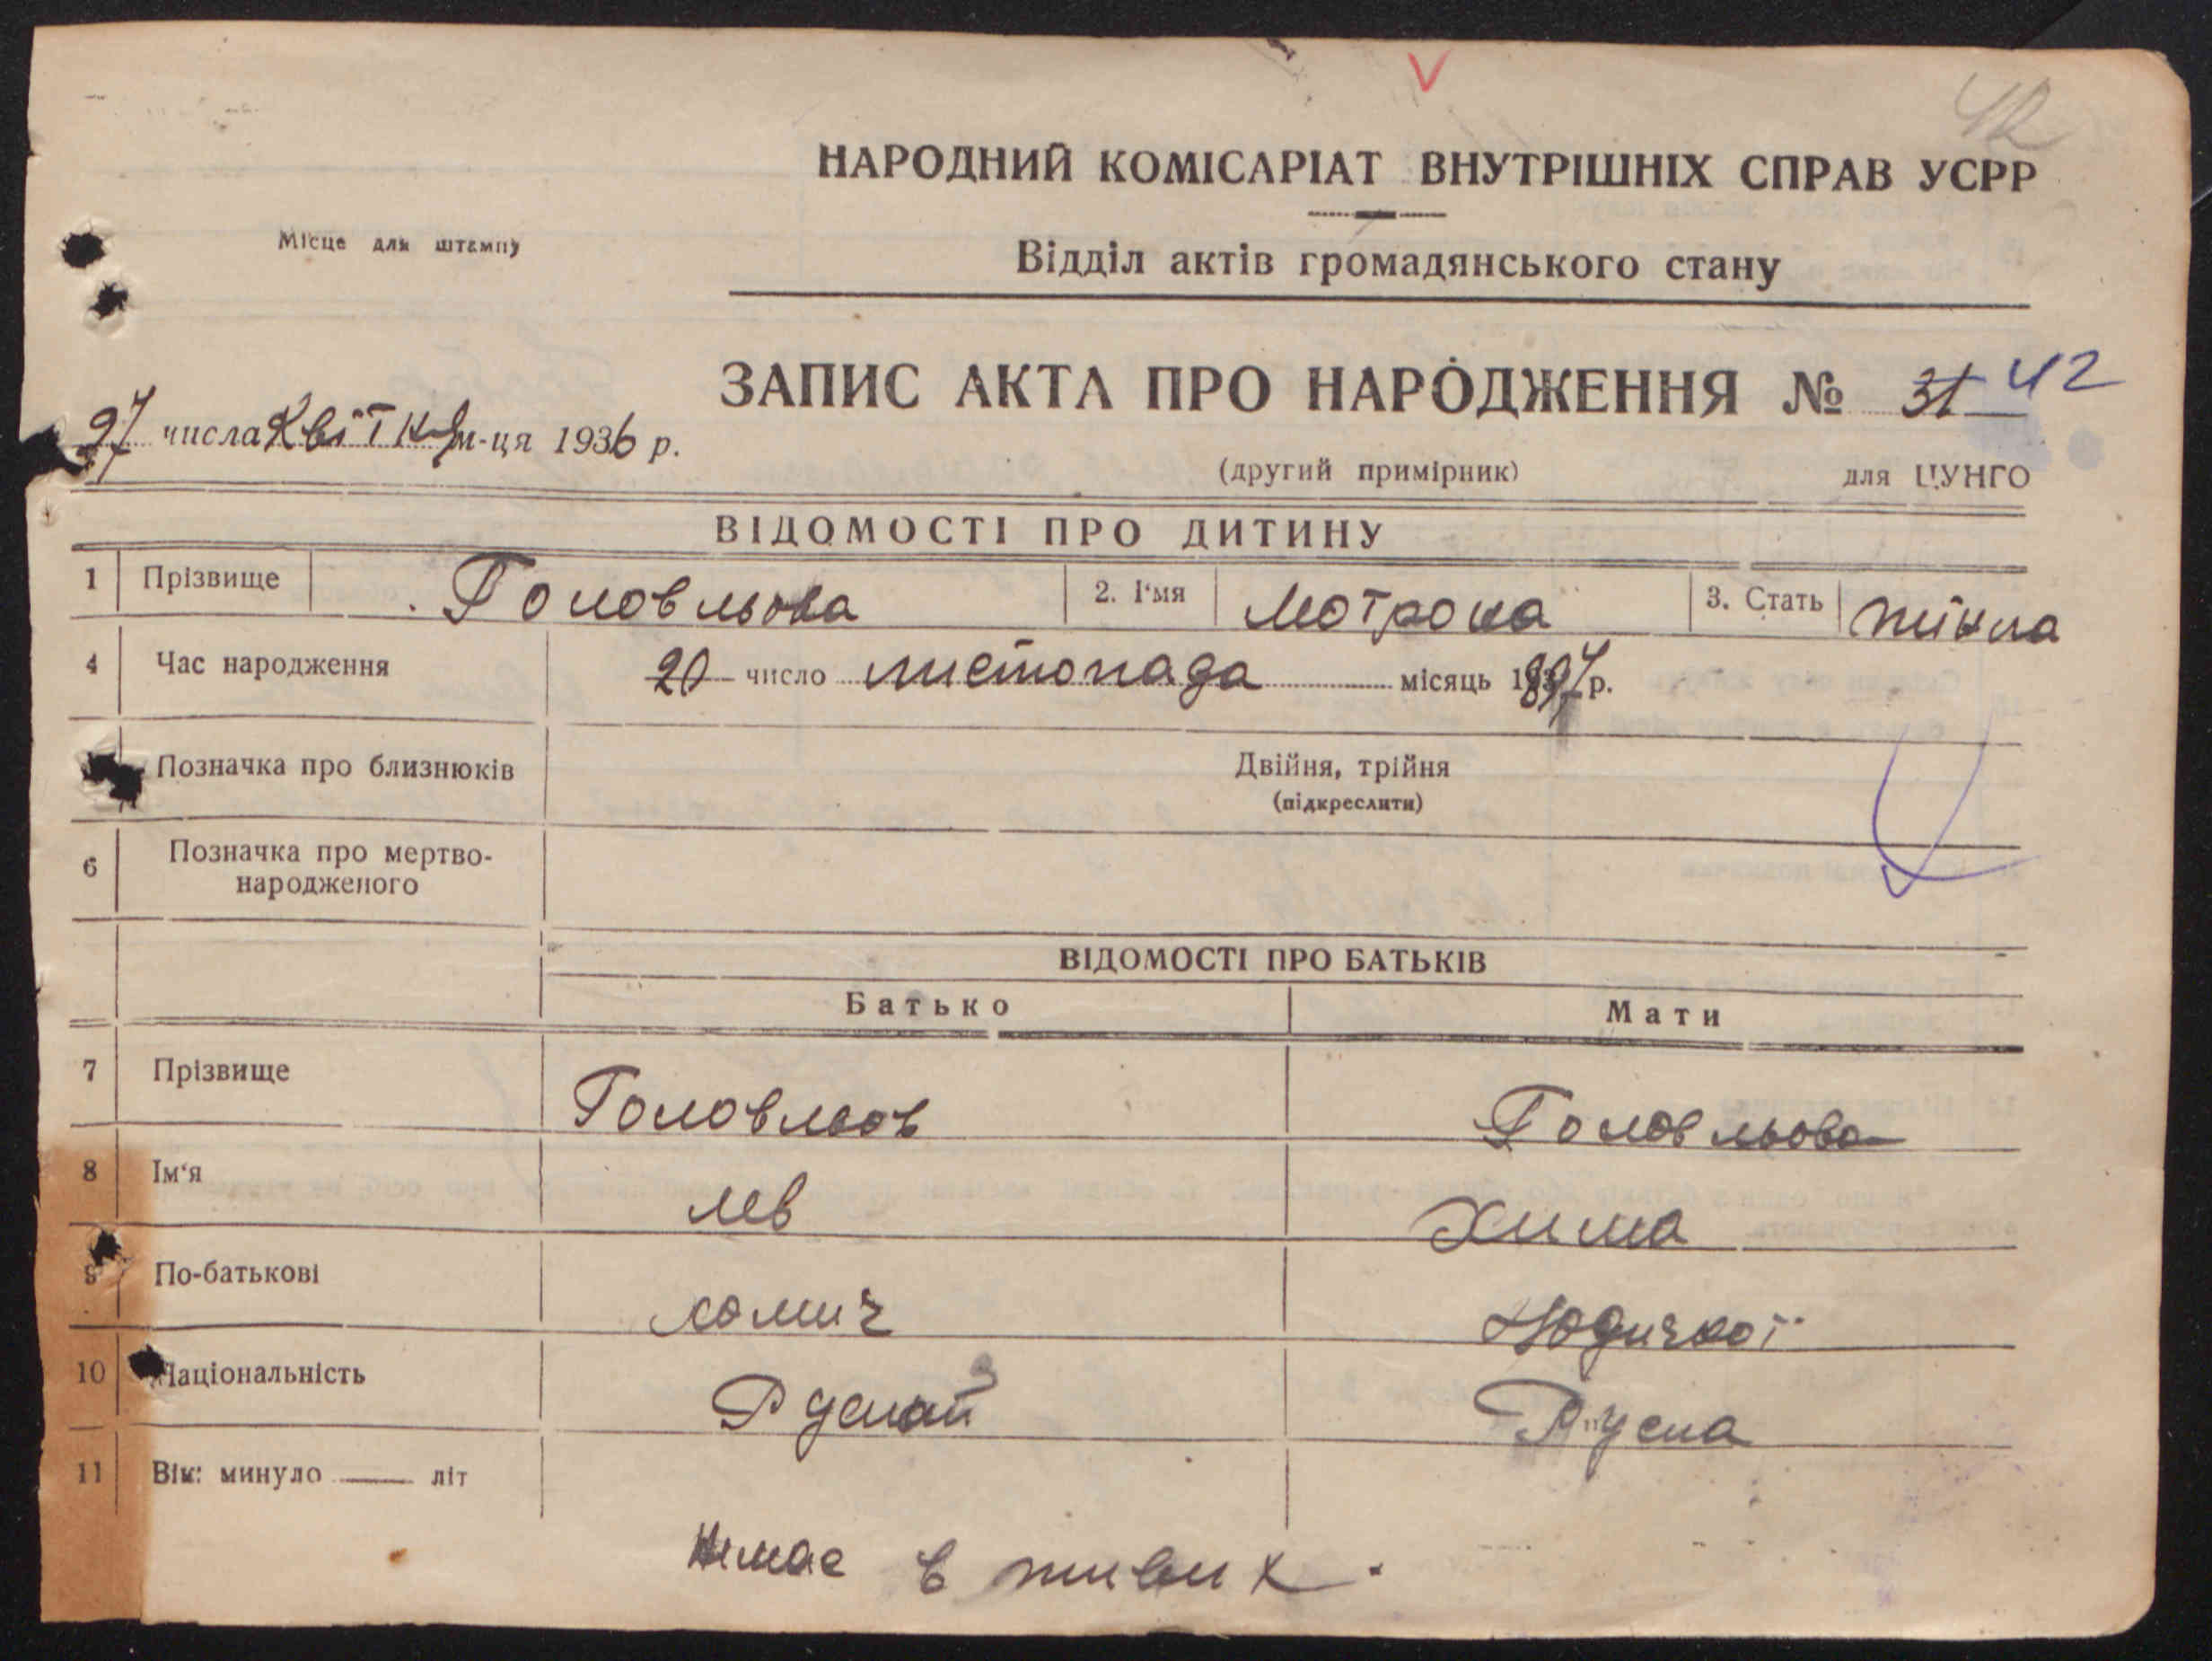 42
НАРОДНИЙ КОМІСАРІАТ ВНУТРІШНІХ СПРАВ УСРР
Місце для штампу
Відділ актів громадянського стану
ЗАПИС АКТА ПРО НАРОДЖЕННЯ № 31 42
27 числа Квітня м-ця 1936 р.
(другий примірник) для ЦУНГО
ВІДОМОСТІ ПРО ДИТИНУ
1 Прізвище Головльова 2. І'мя Мотрона 3. Стать жінка
4 Час народження 20 число листопада місяць 1897 р.
Позначка про близнюків Двійня, трійня
(підкреслити)
6 Позначка про мертво-
народженого
ВІДОМОСТІ ПРО БАТЬКІВ
Батько Мати
7 Прізвище Головльов Головльова
8 Ім'я Лев Хима
9 По-батькові Хомич
10 Національність Руський Руська
11 Вік: минуло —— літ
Немає в живих.